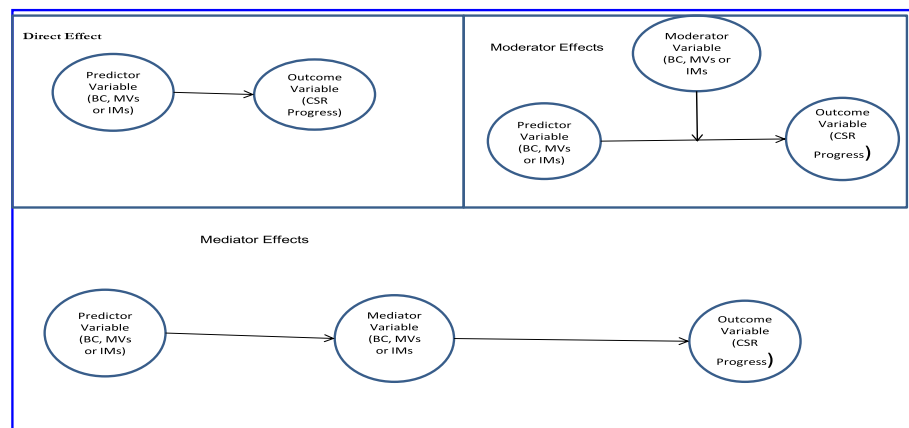 Direct Effect
Predictor
Variable
(BC, MVs
or IMs)
Outcome
Variable
(CSR
Progress)
Moderator Effects
Moderator
Variable
(BC, MVs or
IMs
Predictor
Variable
(BC, MVs
or IMs)
Outcome
Variable
(CSR
Progress)
Mediator Effects
Predictor
Variable
(BC, MVs
or IMs)
Mediator
Variable
(BC, MVs
or IMs
Outcome
Variable
(CSR
Progress)